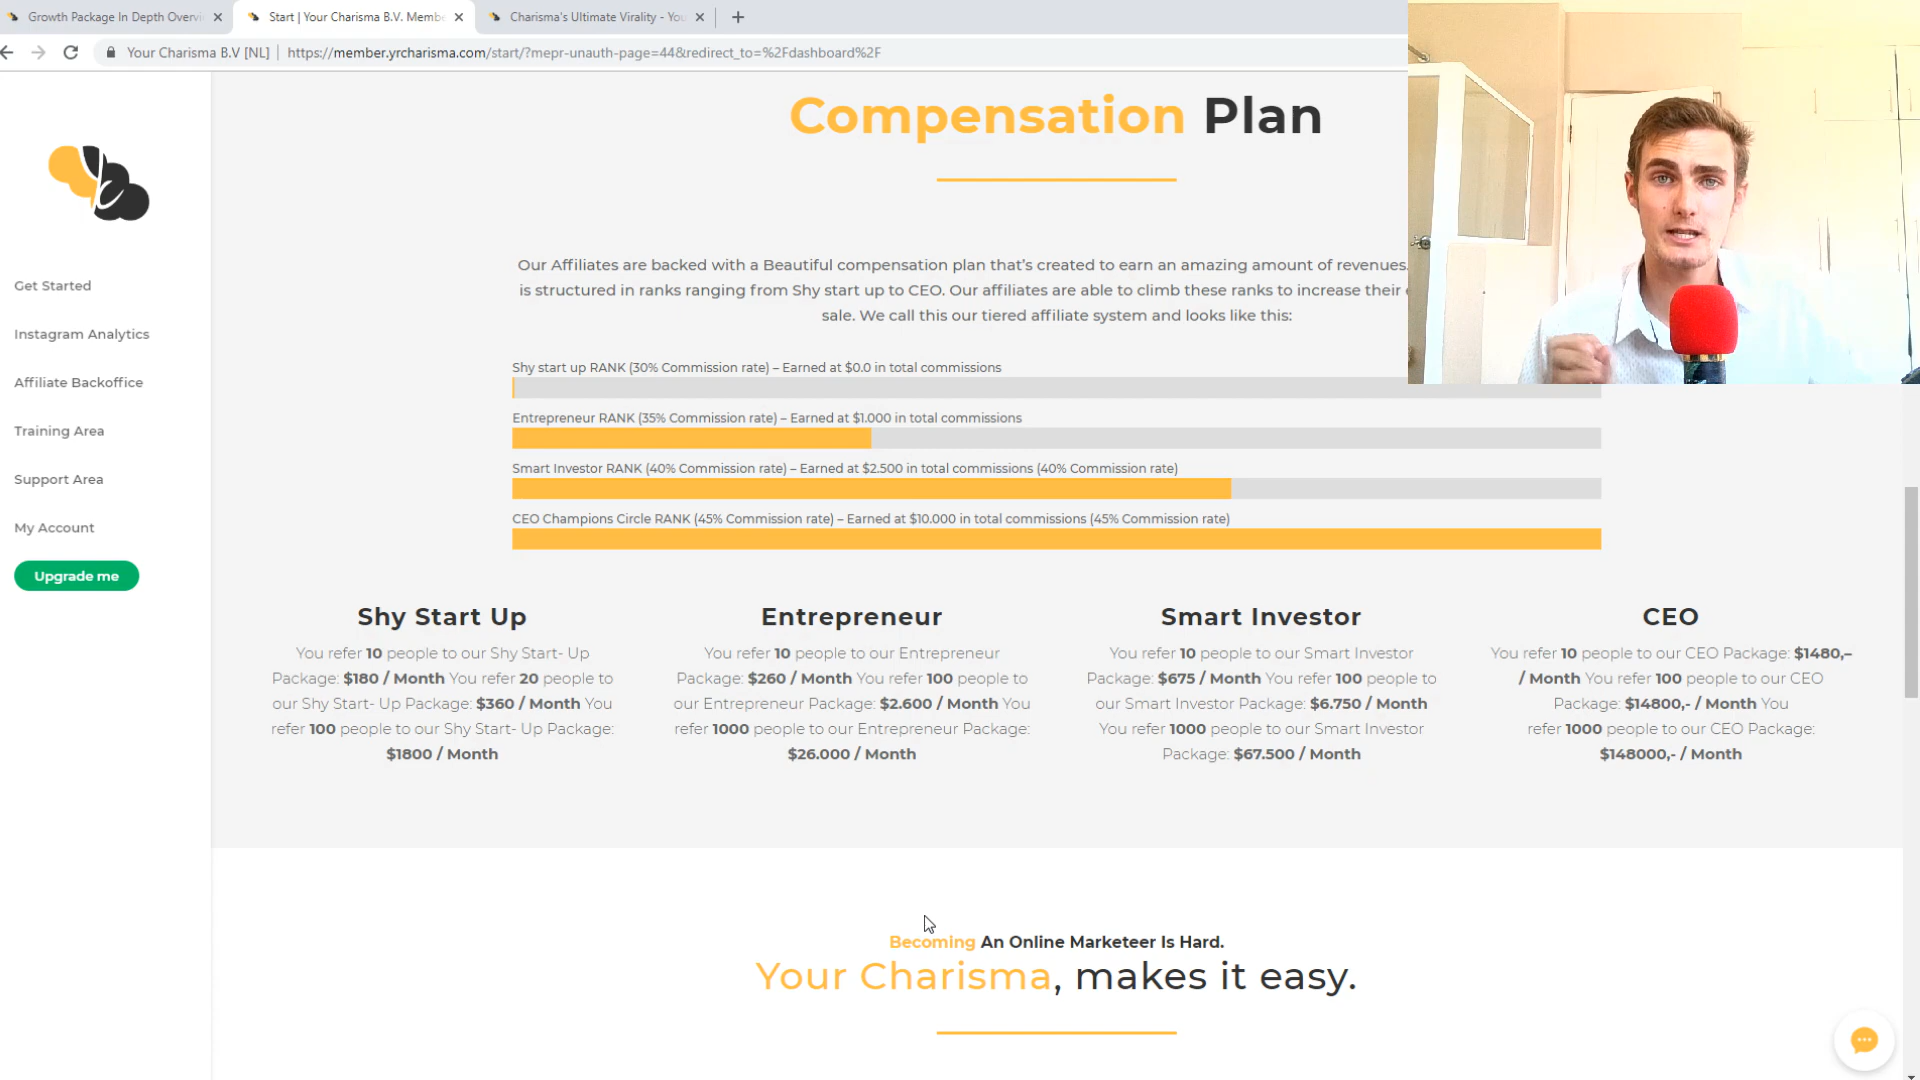 Growth Package In Depth Overvi
Start | Your Charisma B.V. Membe
Charisma's Ultimate Virality - You
Your Charisma B.V [NL]
https://member.yrcharisma.com/start/?mepr-unauth-page=44&redirect_to=%2Fdashboard%2F
Get Started
Instagram Analytics
Affiliate Backoffice
Training Area
Support Area
My Account
Upgrade me
Compensation Plan
Our Affiliates are backed with a Beautiful compensation plan that's created to earn an amazing amount of revenues.
is structured in ranks ranging from Shy start up to CEO. Our affiliates are able to climb these ranks to increase their
sale. We call this our tiered affiliate system and looks like this:
Shy start up RANK (30% Commission rate) – Earned at $0.0 in total commissions
Entrepreneur RANK (35% Commission rate) – Earned at $1.000 in total commissions
Smart Investor RANK (40% Commission rate) – Earned at $2.500 in total commissions (40% Commission rate)
CEO Champions Circle RANK (45% Commission rate) – Earned at $10.000 in total commissions (45% Commission rate)
Shy Start Up
You refer 10 people to our Shy Start- Up
Package: $180 / Month You refer 20 people to
our Shy Start- Up Package: $360 / Month You
refer 100 people to our Shy Start- Up Package:
$1800 / Month
Entrepreneur
You refer 10 people to our Entrepreneur
Package: $260 / Month You refer 100 people to
our Entrepreneur Package: $2.600 / Month You
refer 1000 people to our Entrepreneur Package:
$26.000 / Month
Smart Investor
You refer 10 people to our Smart Investor
Package: $675 / Month You refer 100 people to
our Smart Investor Package: $6.750 / Month
You refer 1000 people to our Smart Investor
Package: $67.500 / Month
CEO
You refer 10 people to our CEO Package: $1480,–
/ Month You refer 100 people to our CEO
Package: $14800,- / Month You
refer 1000 people to our CEO Package:
$148000,- / Month
Becoming An Online Marketeer Is Hard.
Your Charisma, makes it easy.